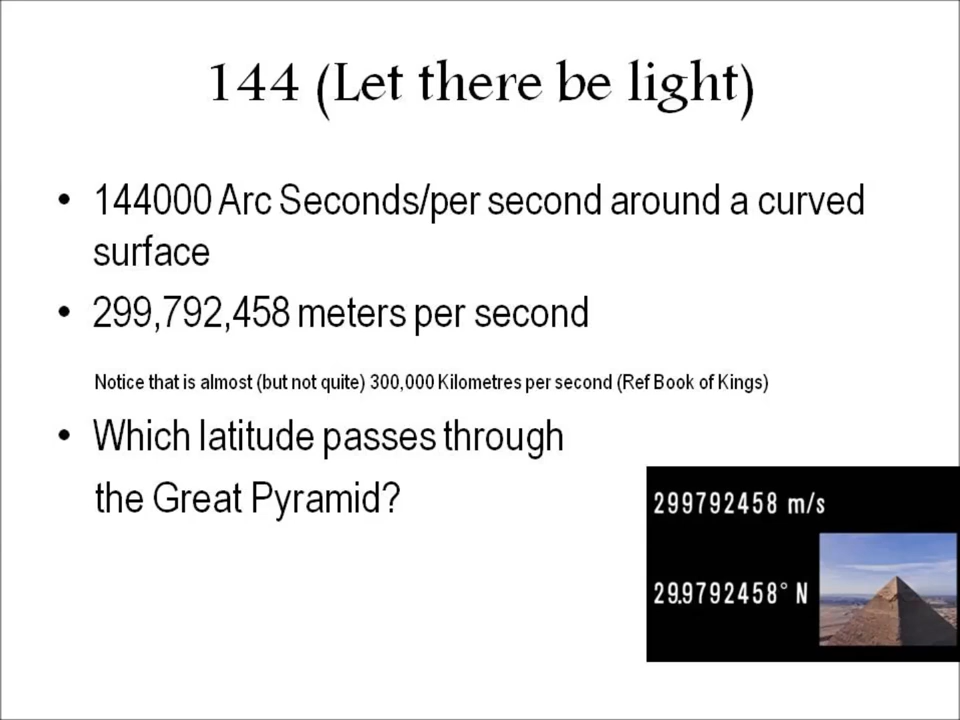 144 (Let there be light)
• 144000 Arc Seconds/per second around a curved
surface
• 299,792,458 meters per second
Notice that is almost (but not quite) 300,000 Kilometres per second (Ref Book of Kings)
• Which latitude passes through
the Great Pyramid?
299792458 m/s
29.9792458° N